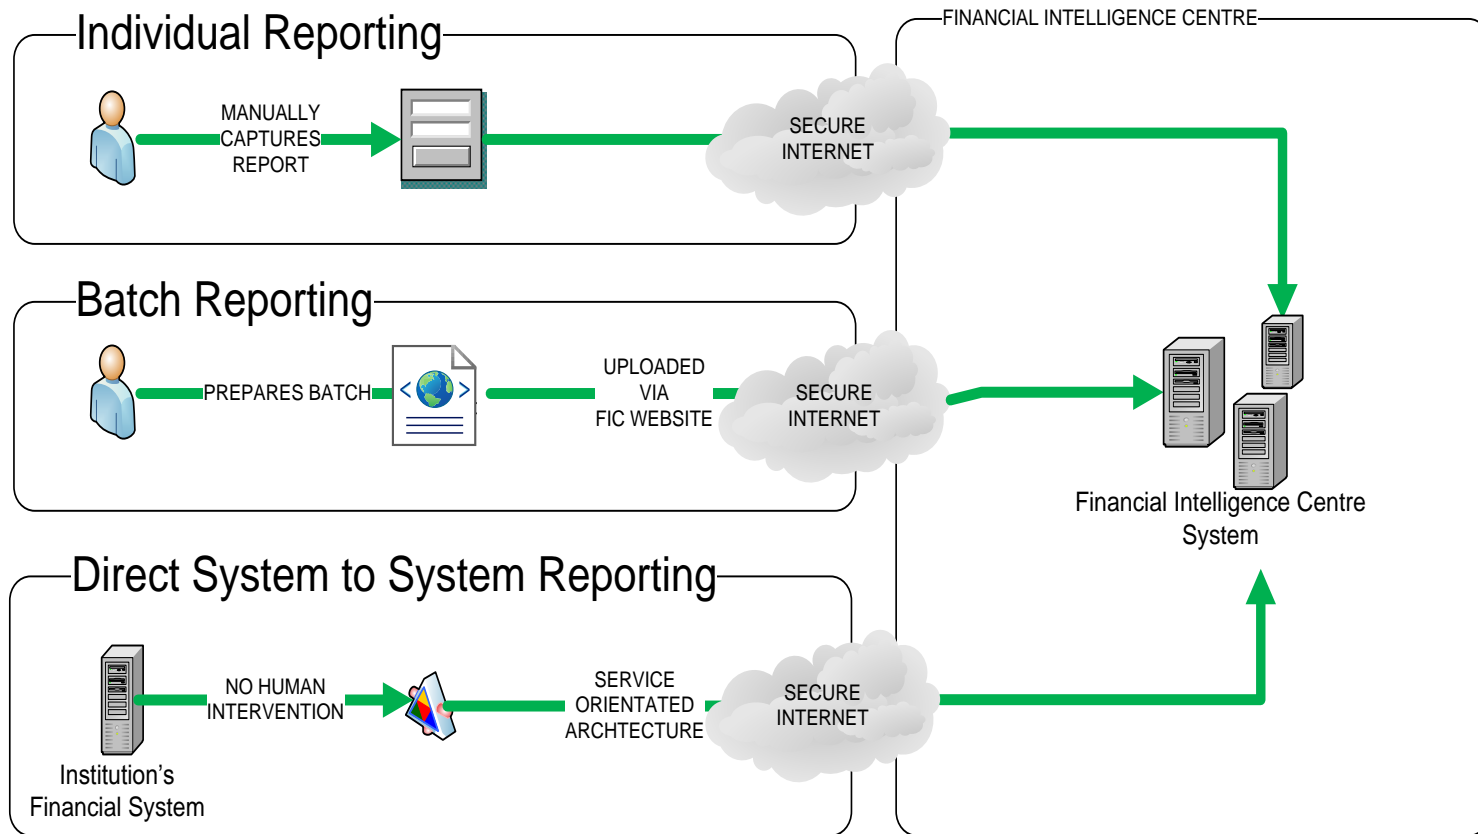 FINANCIAL INTELLIGENCE CENTRE
Individual Reporting
MANUALLY
CAPTURES
REPORT
SECURE
INTERNET
Batch Reporting
PREPARES BATCH
UPLOADED
VIA
FIC WEBSITE
SECURE
INTERNET
Financial Intelligence Centre
System
Direct System to System Reporting
NO HUMAN
INTERVENTION
SERVICE
ORIENTATED
ARCHTECTURE
SECURE
INTERNET
Institution’s
Financial System